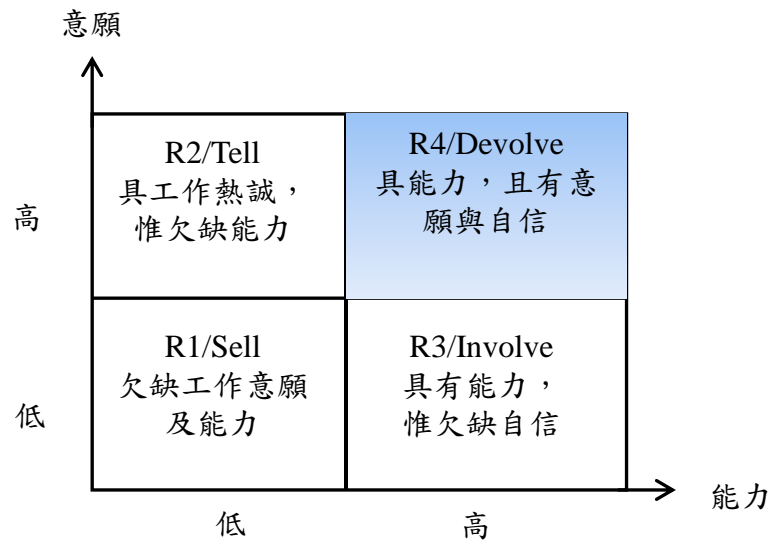 意願
R2/Tell
具工作熱誠，
惟欠缺能力
R4/Devolve
具能力，且有意
願與自信
高
R1/Sell
欠缺工作意願
及能力
R3/Involve
具有能力，
惟欠缺自信
低
能力
低
高